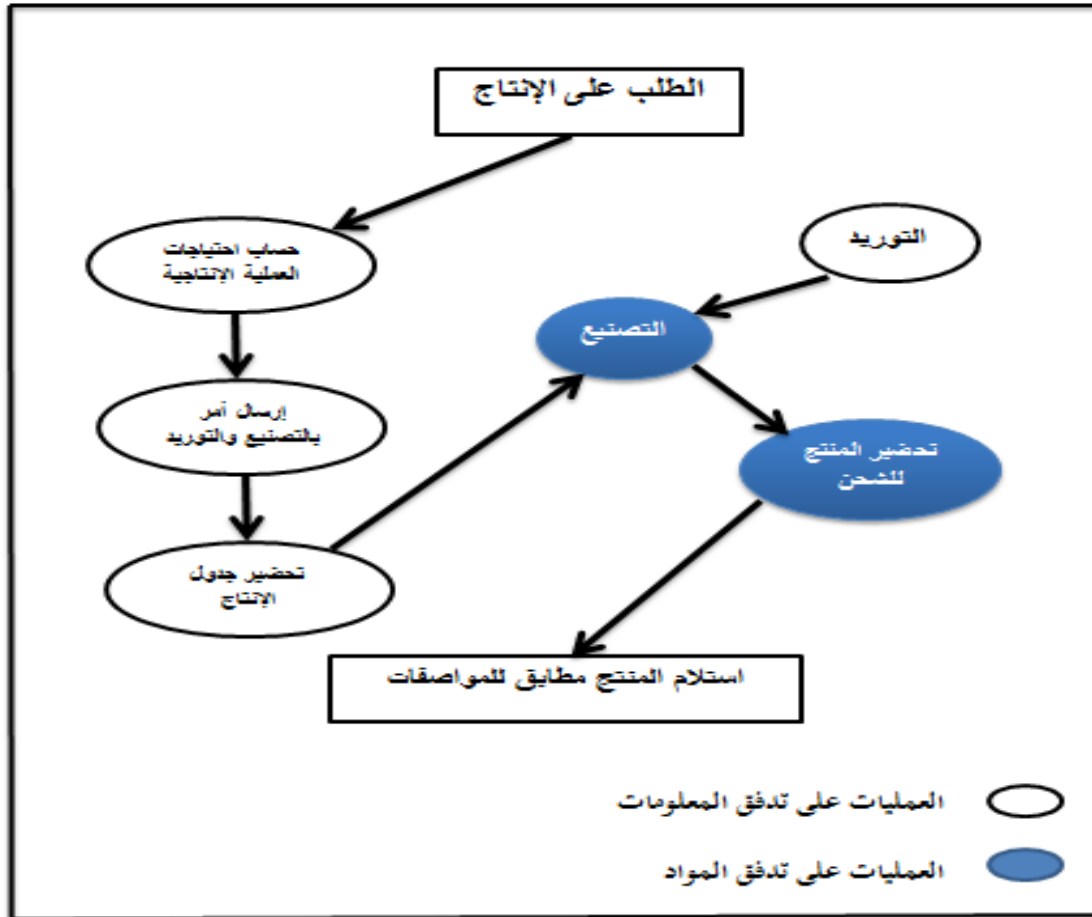 الطلب على الإنتاج
حساب احتياجات
العملية الإنتاجية
التوريد
التصنيع
إرسال أمر
بالتصنيع والتوريد
تحضير المنتج
للشحن
تحضير جدول
الإنتاج
استلام المنتج مطابق للمواصفات
العمليات على تدفق المعلومات
العمليات على تدفق المواد